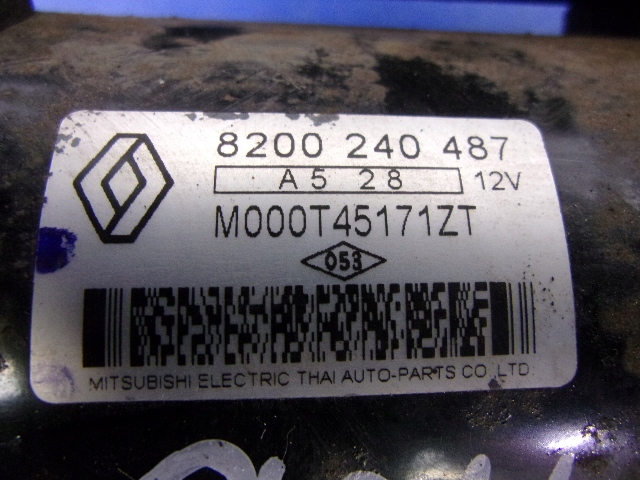 8200 240 487
A5 28 12V
M000T45171ZT
053
MITSUBISHI ELECTRIC THAI AUTO-PARTS CO.,LTD.